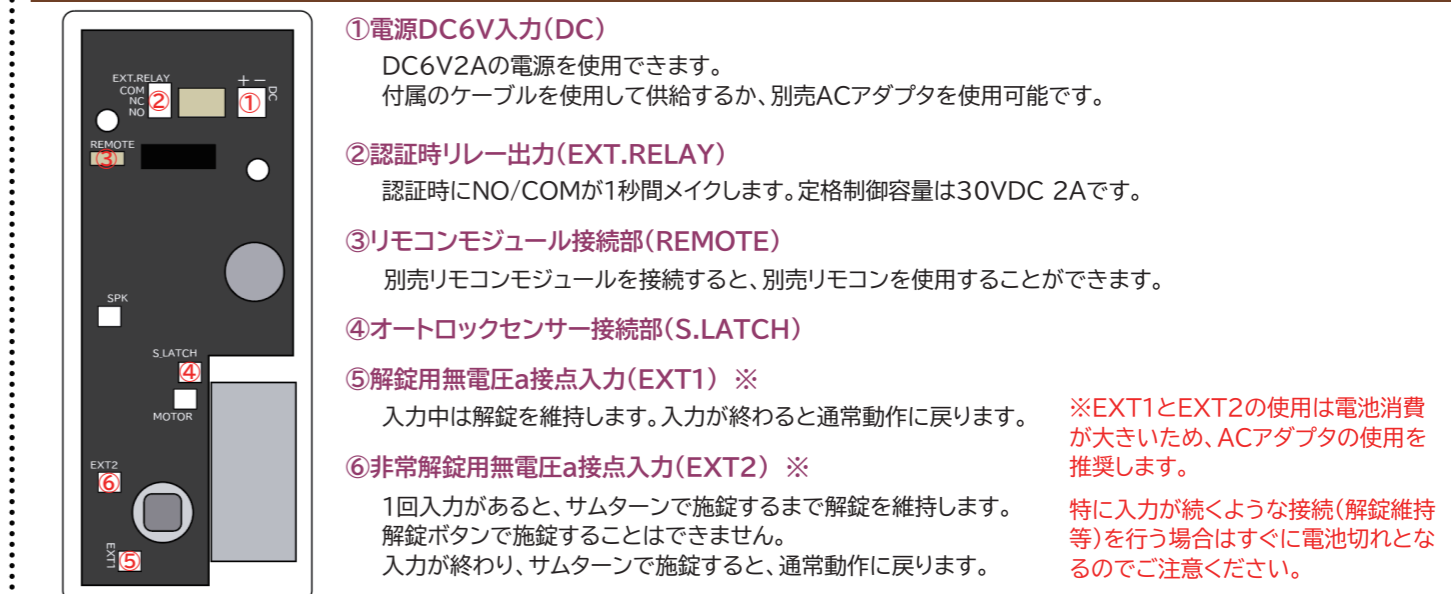 EXT.RELAY
COM
NC
NO
②
+ −
①
DC
REMOTE
③
SPK
S.LATCH
④
MOTOR
EXT2
⑥
EXT1
⑤
①電源DC6V入力(DC)
DC6V2Aの電源を使用できます。
付属のケーブルを使用して供給するか、別売ACアダプタを使用可能です。
②認証時リレー出力(EXT.RELAY)
認証時にNO/COMが1秒間メイクします。定格制御容量は30VDC 2Aです。
③リモコンモジュール接続部(REMOTE)
別売リモコンモジュールを接続すると、別売リモコンを使用することができます。
④オートロックセンサー接続部(S.LATCH)
⑤解錠用無電圧a接点入力(EXT1) ※
入力中は解錠を維持します。入力が終わると通常動作に戻ります。
⑥非常解錠用無電圧a接点入力(EXT2) ※
1回入力があると、サムターンで施錠するまで解錠を維持します。
解錠ボタンで施錠することはできません。
入力が終わり、サムターンで施錠すると、通常動作に戻ります。
※EXT1とEXT2の使用は電池消費
が大きいため、ACアダプタの使用を
推奨します。
特に入力が続くような接続(解錠維持
等)を行う場合はすぐに電池切れとな
るのでご注意ください。